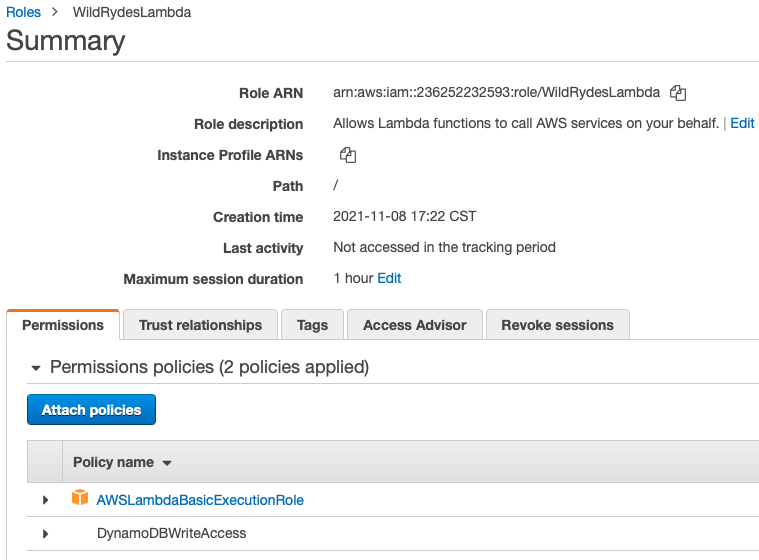 Roles > WildRydesLambda
Summary
Role ARN arn:aws:iam::236252232593:role/WildRydesLambda
Role description Allows Lambda functions to call AWS services on your behalf. | Edit
Instance Profile ARNs
Path /
Creation time 2021-11-08 17:22 CST
Last activity Not accessed in the tracking period
Maximum session duration 1 hour Edit
Permissions Trust relationships Tags Access Advisor Revoke sessions
Permissions policies (2 policies applied)
Attach policies
Policy name
AWSLambdaBasicExecutionRole
DynamoDBWriteAccess